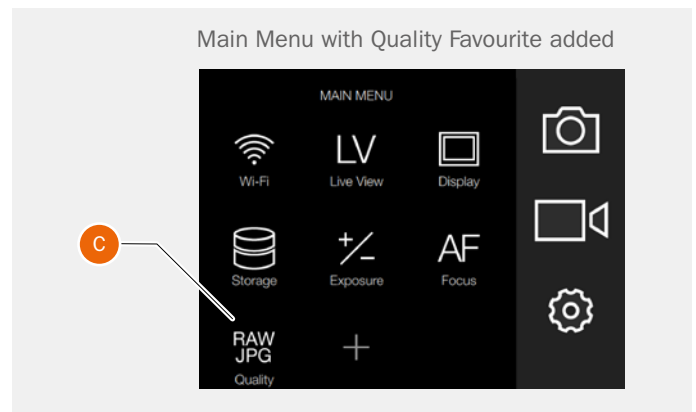 Main Menu with Quality Favourite added
MAIN MENU
Wi-Fi
LV
Live View
Display
C
Storage
+/-
Exposure
AF
Focus
RAW
JPG
Quality
+